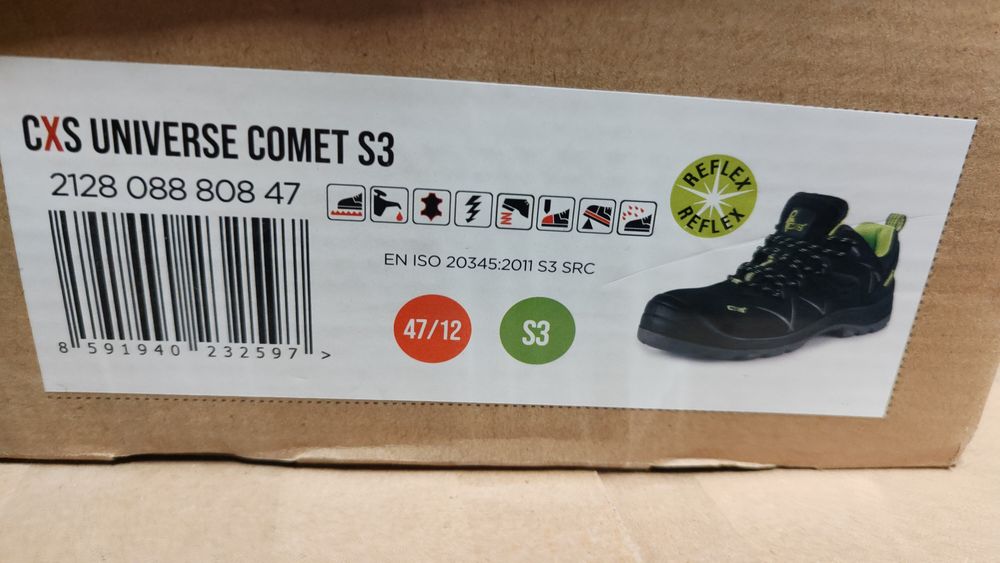 CXS UNIVERSE COMET S3
2128 088 808 47
REFLEX
REFLEX
EN ISO 20345:2011 S3 SRC
47/12
S3
8 591940 232597 >